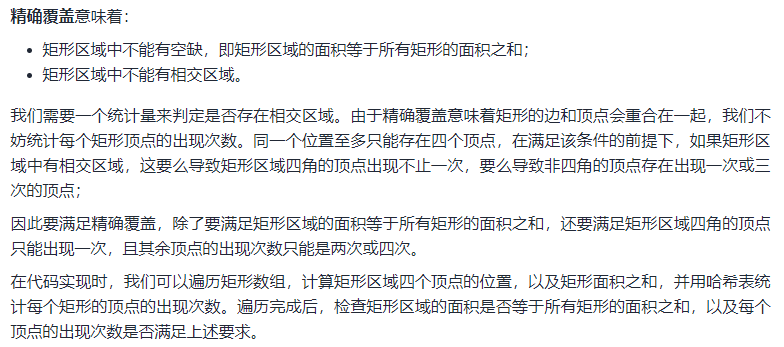 精确覆盖意味着：
• 矩形区域中不能有空缺，即矩形区域的面积等于所有矩形的面积之和；
• 矩形区域中不能有相交区域。
我们需要一个统计量来判定是否存在相交区域。由于精确覆盖意味着矩形的边和顶点会重合在一起，我们不
妨统计每个矩形顶点的出现次数。同一个位置至多只能存在四个顶点，在满足该条件的前提下，如果矩形区
域中有相交区域，这要么导致矩形区域四角的顶点出现不止一次，要么导致非四角的顶点存在出现一次或三
次的顶点；
因此要满足精确覆盖，除了要满足矩形区域的面积等于所有矩形的面积之和，还要满足矩形区域四角的顶点
只能出现一次，且其余顶点的出现次数只能是两次或四次。
在代码实现时，我们可以遍历矩形数组，计算矩形区域四个顶点的位置，以及矩形面积之和，并用哈希表统
计每个矩形的顶点的出现次数。遍历完成后，检查矩形区域的面积是否等于所有矩形的面积之和，以及每个
顶点的出现次数是否满足上述要求。